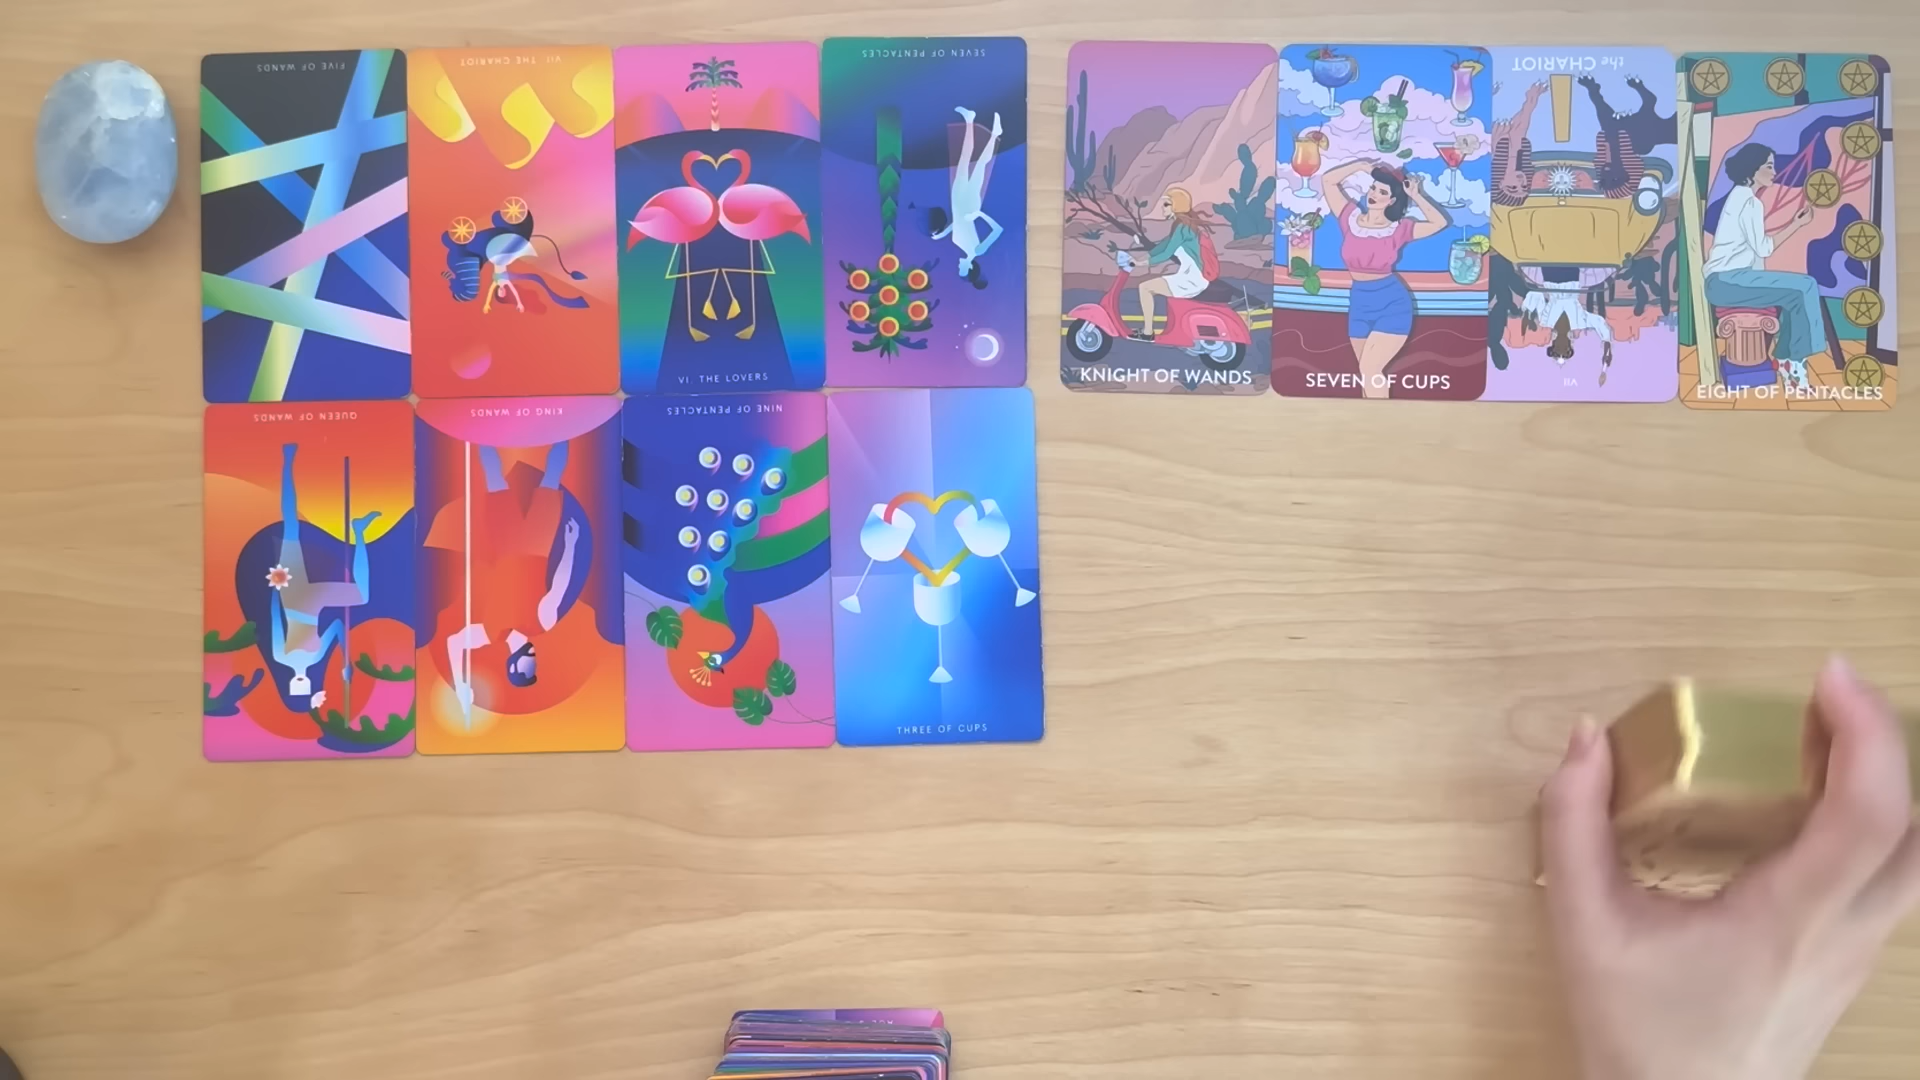 FIVE OF WANDS
VII. THE CHARIOT
VI. THE LOVERS
SEVEN OF PENTACLES
KNIGHT OF WANDS
SEVEN OF CUPS
the CHARIOT
VII
EIGHT OF PENTACLES
QUEEN OF WANDS
KING OF WANDS
NINE OF PENTACLES
THREE OF CUPS